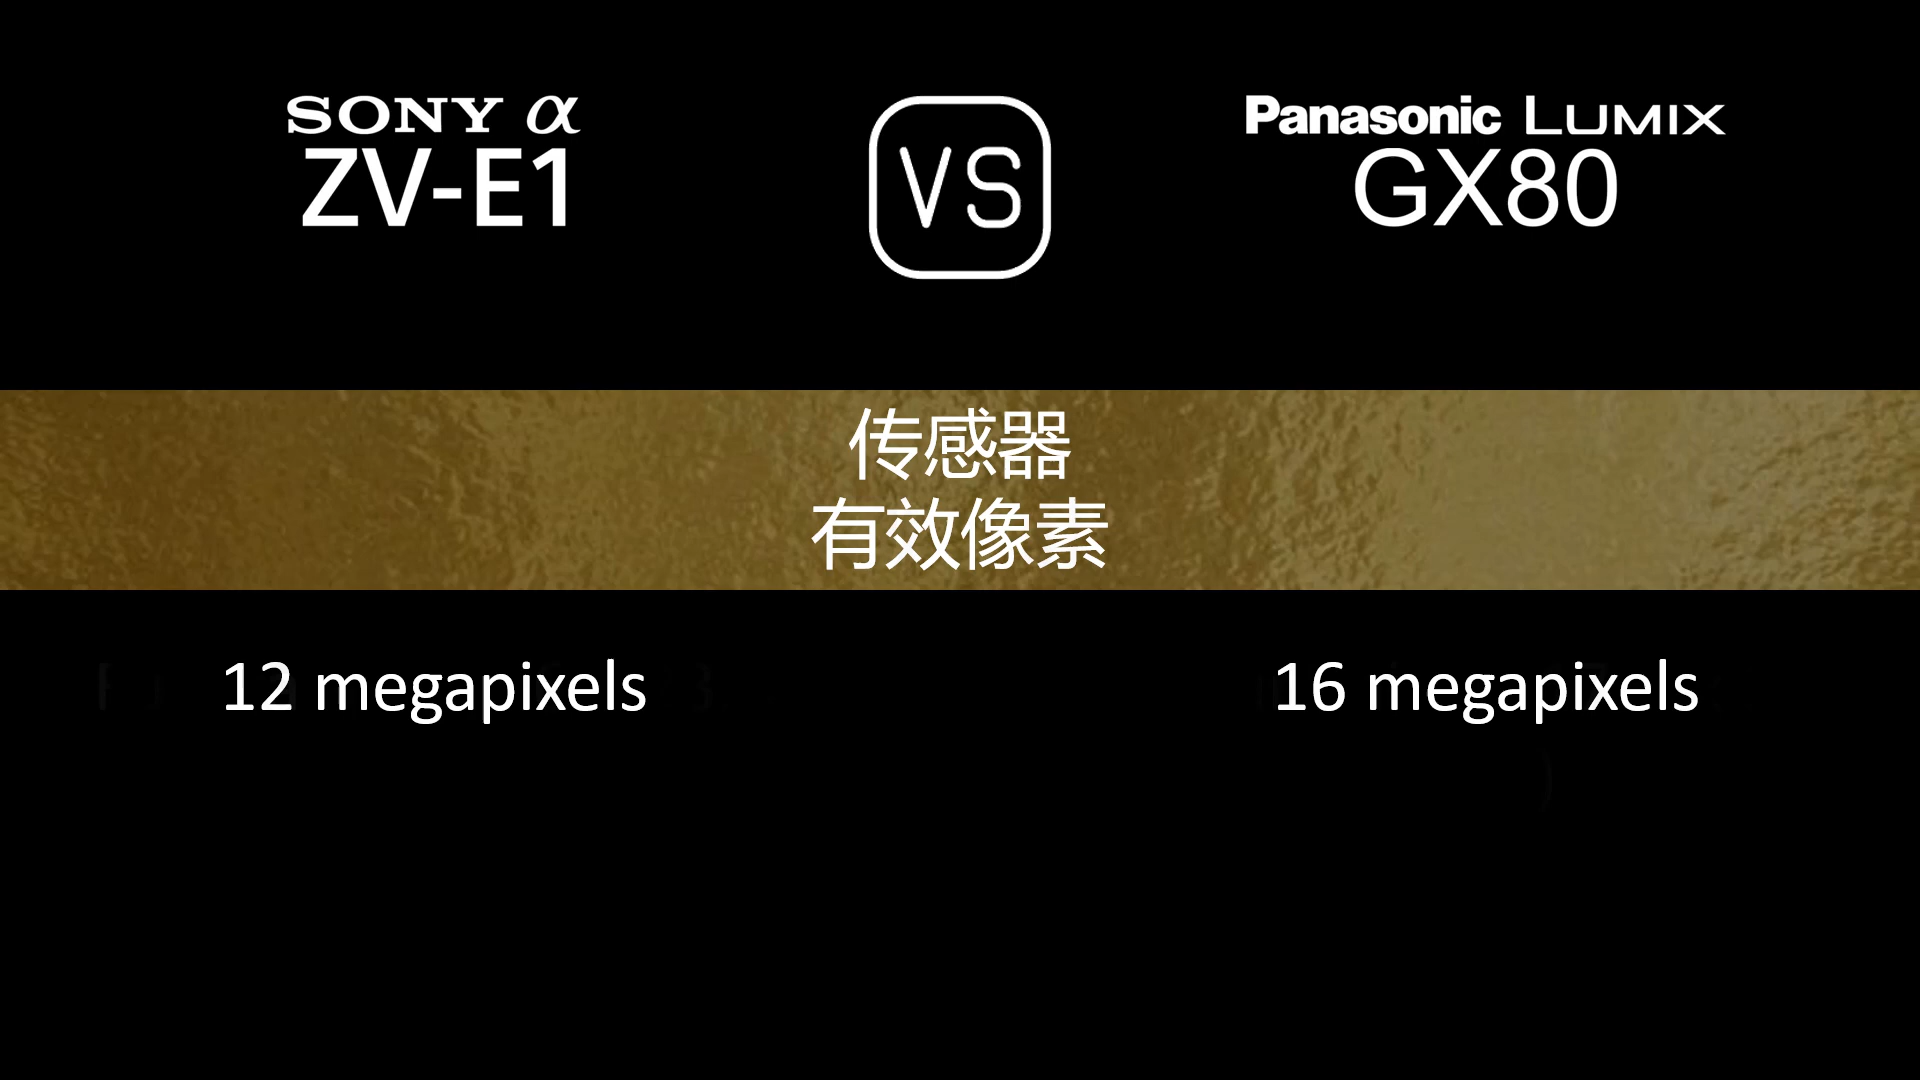 SONY α
ZV-E1
VS
Panasonic LUMIX
GX80
传感器
有效像素
12 megapixels
16 megapixels